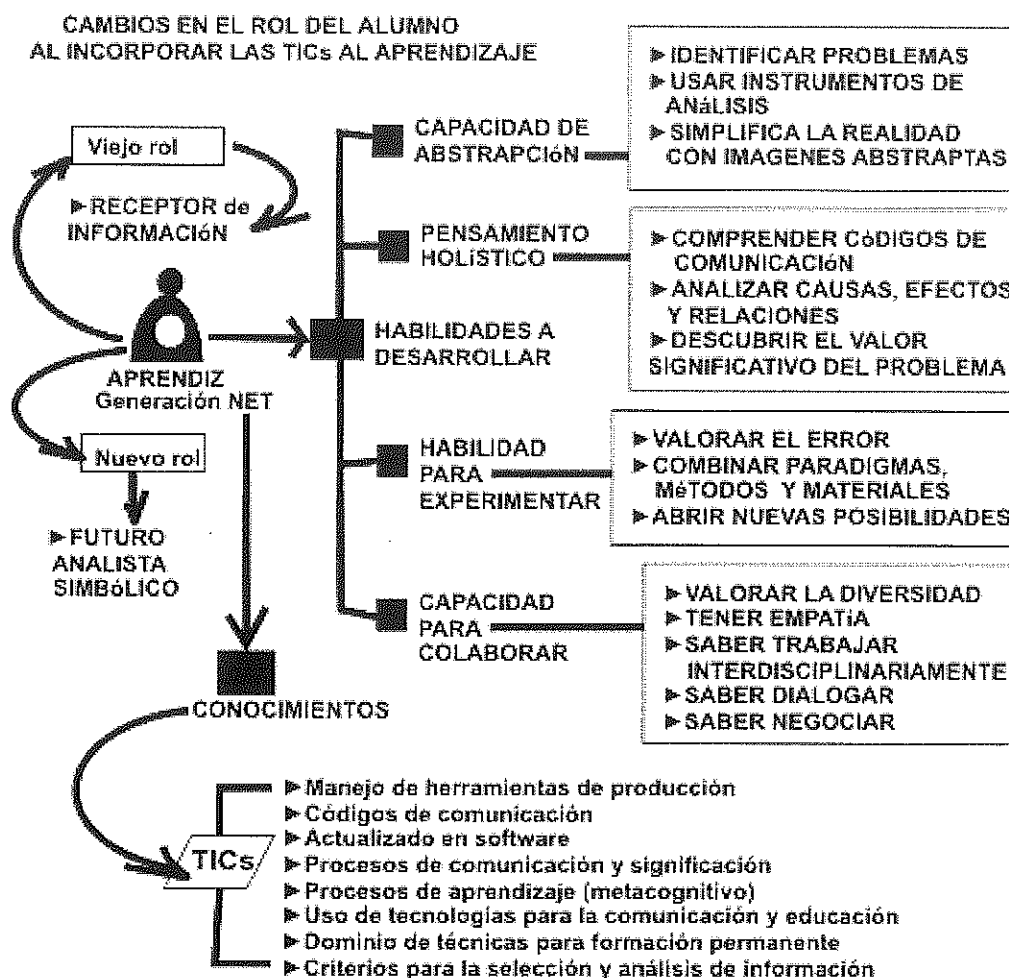 CAMBIOS EN EL ROL DEL ALUMNO
AL INCORPORAR LAS TICs AL APRENDIZAJE
Viejo rol
►RECEPTOR de
INFORMACIóN
APRENDIZ
Generación NET
Nuevo rol
►FUTURO
ANALISTA
SIMBóLICO
HABILIDADES A
DESARROLLAR
CAPACIDAD DE
ABSTRAPCIóN
►IDENTIFICAR PROBLEMAS
►USAR INSTRUMENTOS DE
ANáLISIS
►SIMPLIFICA LA REALIDAD
CON IMAGENES ABSTRAPTAS
PENSAMIENTO
HOLíSTICO
►COMPRENDER CóDIGOS DE
COMUNICACIóN
►ANALIZAR CAUSAS, EFECTOS
Y RELACIONES
►DESCUBRIR EL VALOR
SIGNIFICATIVO DEL PROBLEMA
HABILIDAD
PARA
EXPERIMENTAR
►VALORAR EL ERROR
►COMBINAR PARADIGMAS,
MéTODOS Y MATERIALES
►ABRIR NUEVAS POSIBILIDADES
CAPACIDAD
PARA
COLABORAR
►VALORAR LA DIVERSIDAD
►TENER EMPATíA
►SABER TRABAJAR
INTERDISCIPLINARIAMENTE
►SABER DIALOGAR
►SABER NEGOCIAR
CONOCIMIENTOS
TICs
►Manejo de herramientas de producción
►Códigos de comunicación
►Actualizado en software
►Procesos de comunicación y significación
►Procesos de aprendizaje (metacognitivo)
►Uso de tecnologías para la comunicación y educación
►Dominio de técnicas para formación permanente
►Criterios para la selección y análisis de información